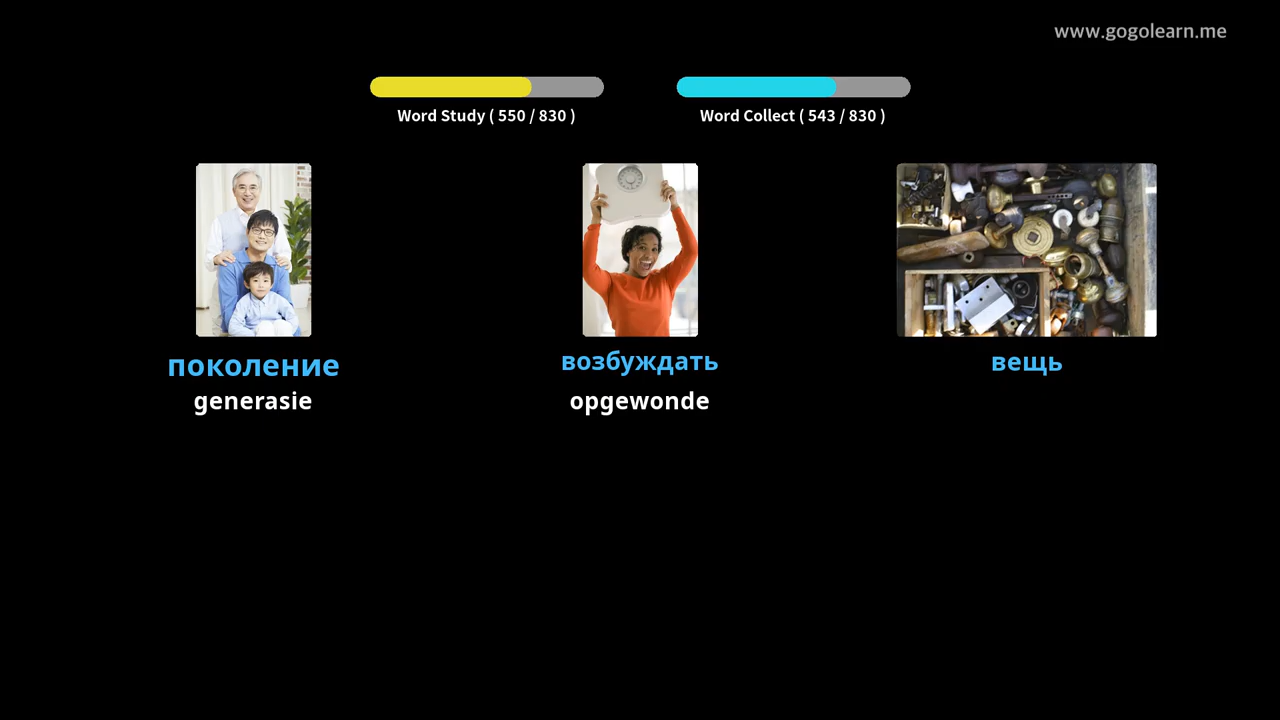 www.gogolearn.me
Word Study ( 550 / 830 )
Word Collect ( 543 / 830 )
поколение
generasie
возбуждать
opgewonde
вещь